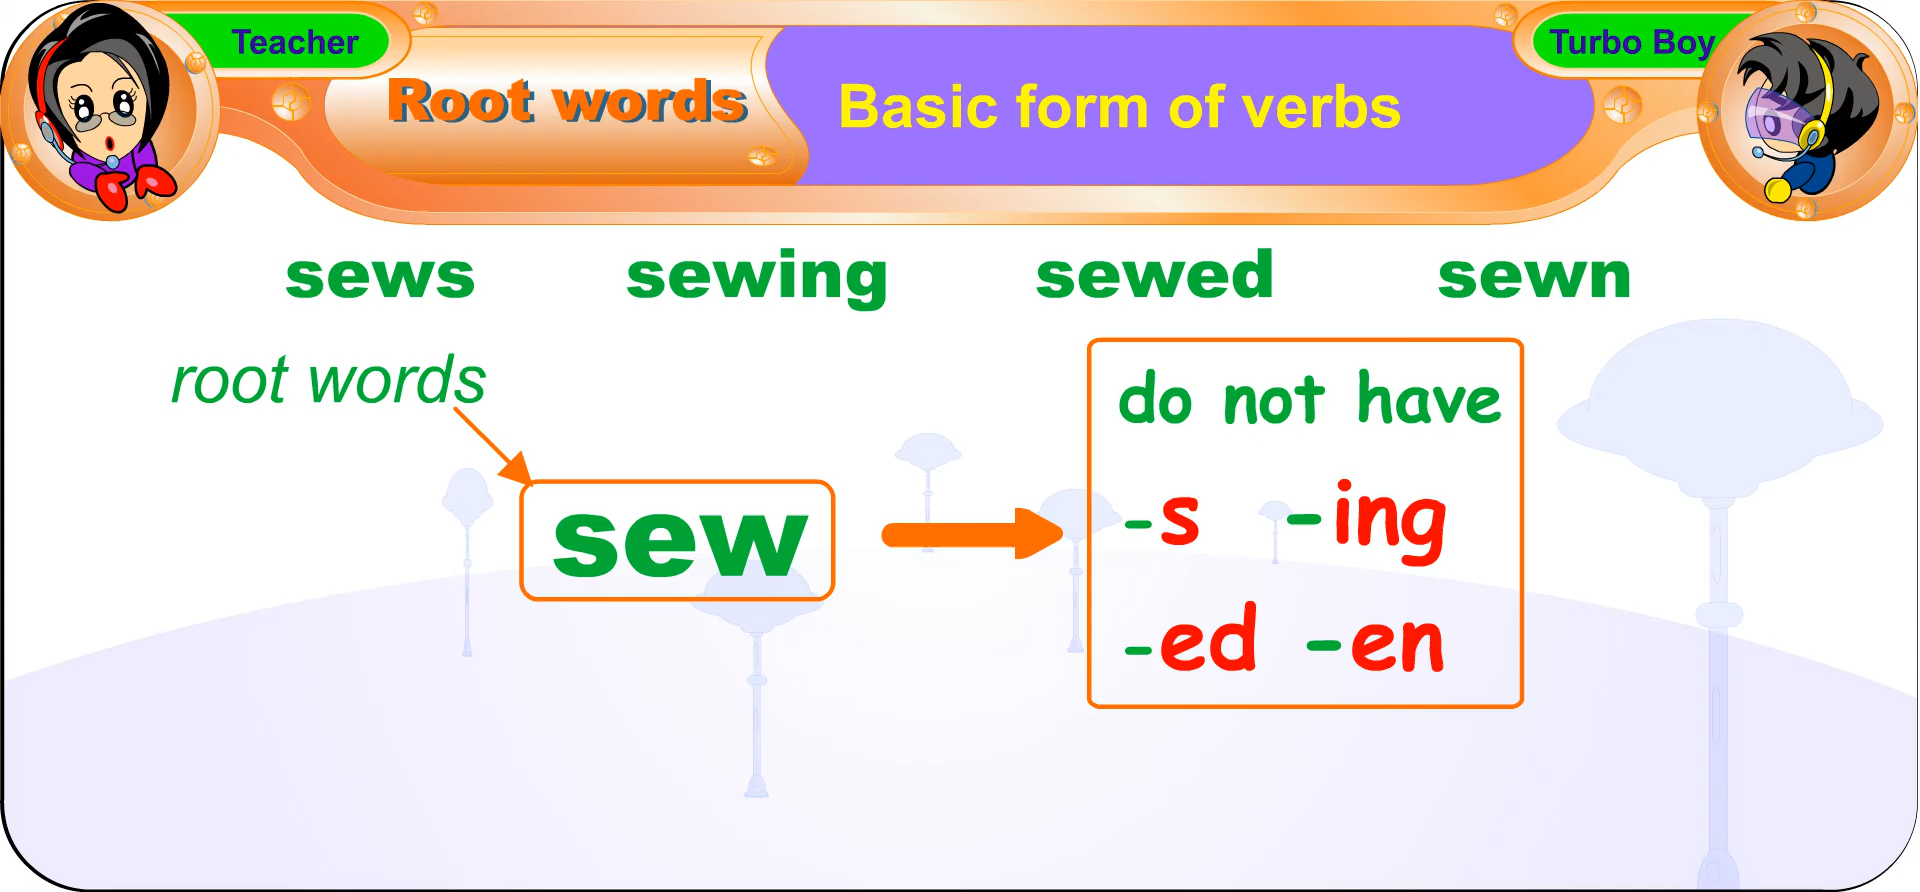 Teacher
Turbo Boy
Root words
Basic form of verbs
sews sewing sewed sewn
root words
sew
do not have
-s -ing
-ed -en